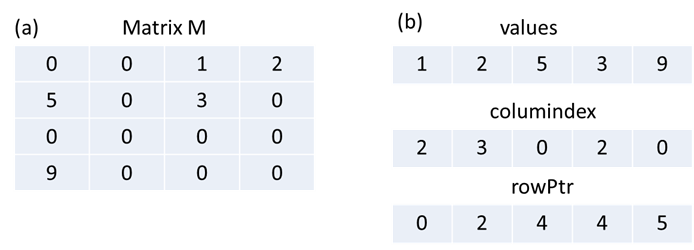 (a) Matrix M
0 0 1 2
5 0 3 0
0 0 0 0
9 0 0 0
(b) values
1 2 5 3 9
columindex
2 3 0 2 0
rowPtr
0 2 4 4 5